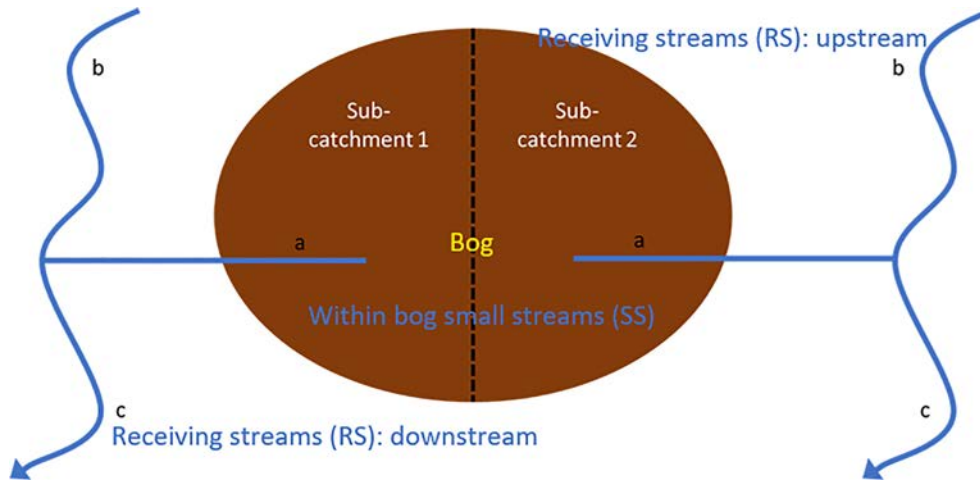 Receiving streams (RS): upstream
b
b
Sub-
catchment 1
Sub-
catchment 2
a
Bog
a
Within bog small streams (SS)
c
c
Receiving streams (RS): downstream